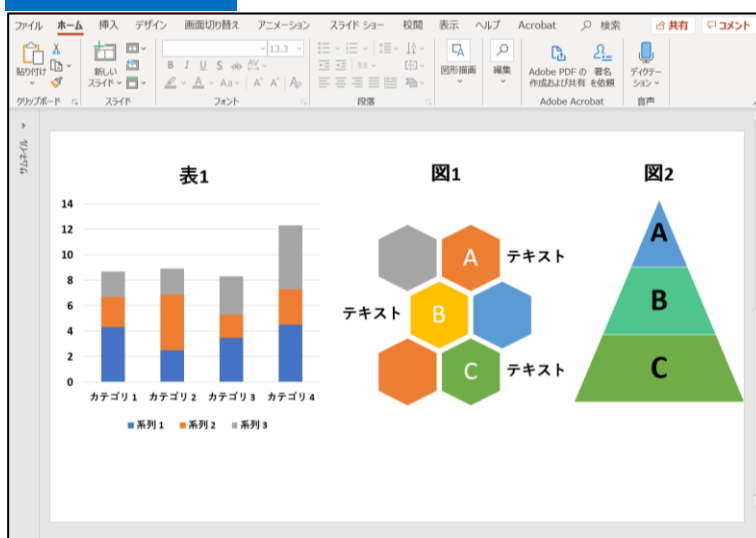 ファイル ホーム 挿入 デザイン 画面切り替え アニメーション スライド ショー 校閲 表示 ヘルプ Acrobat 検索 共有 コメント
貼り付け
新しい
スライド
13.3
B I U S ab AV
A Aa A A A
図形描画
編集
Adobe PDF の
作成および共有
署名
を依頼
ディクテー
ション
クリップボード スライド フォント 段落 Adobe Acrobat 音声
サムネイル
表1
14
12
10
8
6
4
2
0
カテゴリ 1 カテゴリ 2 カテゴリ 3 カテゴリ 4
系列 1 系列 2 系列 3
図1
A テキスト
テキスト B
C テキスト
図2
A
B
C